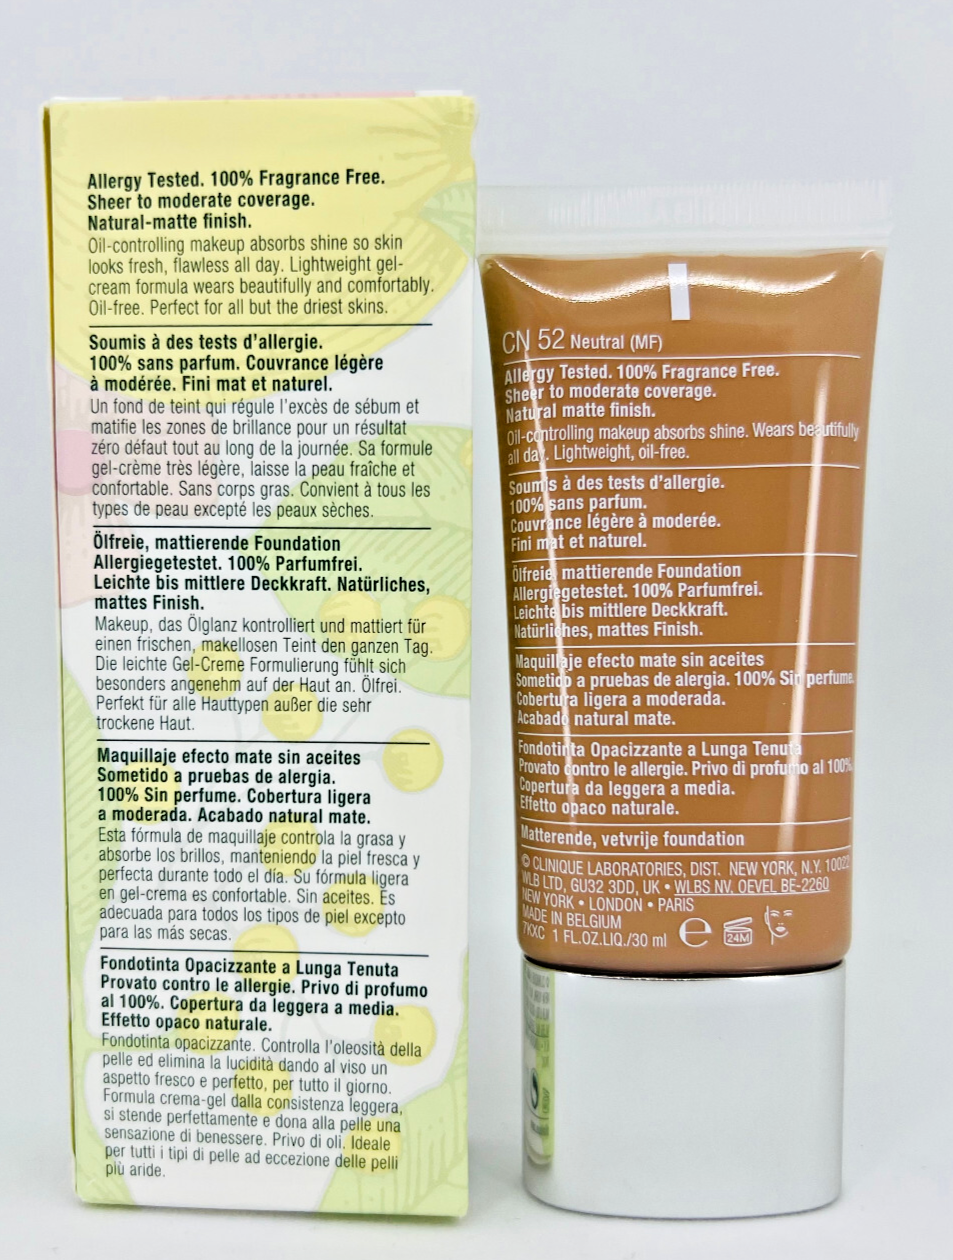 Allergy Tested. 100% Fragrance Free.
Sheer to moderate coverage.
Natural-matte finish.
Oil-controlling makeup absorbs shine so skin
looks fresh, flawless all day. Lightweight gel-
cream formula wears beautifully and comfortably.
Oil-free. Perfect for all but the driest skins.
Soumis à des tests d'allergie.
100% sans parfum. Couvrance légère
à modérée. Fini mat et naturel.
Un fond de teint qui régule l'excès de sébum et
matifie les zones de brillance pour un résultat
zéro défaut tout au long de la journée. Sa formule
gel-crème très légère, laisse la peau fraîche et
confortable. Sans corps gras. Convient à tous les
types de peau excepté les peaux sèches.
Ölfreie, mattierende Foundation
Allergiegetestet. 100% Parfumfrei.
Leichte bis mittlere Deckkraft. Natürliches,
mattes Finish.
Makeup, das Ölglanz kontrolliert und mattiert für
einen frischen, makellosen Teint den ganzen Tag.
Die leichte Gel-Creme Formulierung fühlt sich
besonders angenehm auf der Haut an. Ölfrei.
Perfekt für alle Hauttypen außer die sehr
trockene Haut.
Maquillaje efecto mate sin aceites
Sometido a pruebas de alergia.
100% Sin perfume. Cobertura ligera
a moderada. Acabado natural mate.
Esta fórmula de maquillaje controla la grasa y
absorbe los brillos, manteniendo la piel fresca y
perfecta durante todo el día. Su fórmula ligera
en gel-crema es confortable. Sin aceites. Es
adecuada para todos los tipos de piel excepto
para las más secas.
Fondotinta Opacizzante a Lunga Tenuta
Provato contro le allergie. Privo di profumo
al 100%. Copertura da leggera a media.
Effetto opaco naturale.
Fondotinta opacizzante. Controlla l'oleosità della
pelle ed elimina la lucidità dando al viso un
aspetto fresco e perfetto, per tutto il giorno.
Formula crema-gel dalla consistenza leggera,
si stende perfettamente e dona alla pelle una
sensazione di benessere. Privo di oli. Ideale
per tutti i tipi di pelle ad eccezione delle pelli
più aride.
CN 52 Neutral (MF)
Allergy Tested. 100% Fragrance Free.
Sheer to moderate coverage.
Natural matte finish.
Oil-controlling makeup absorbs shine. Wears beautifully
all day. Lightweight, oil-free.
Soumis à des tests d'allergie.
100% sans parfum.
Couvrance légère à moderée.
Fini mat et naturel.
Ölfreie, mattierende Foundation
Allergiegetestet. 100% Parfumfrei.
Leichte bis mittlere Deckkraft.
Natürliches, mattes Finish.
Maquillaje efecto mate sin aceites
Sometido a pruebas de alergia. 100% Sin perfume.
Cobertura ligera a moderada.
Acabado natural mate.
Fondotinta Opacizzante a Lunga Tenuta
Provato contro le allergie. Privo di profumo al 100%.
Copertura da leggera a media.
Effetto opaco naturale.
Matterende, vetvrije foundation
© CLINIQUE LABORATORIES, DIST. NEW YORK, N.Y. 10022
WLB LTD, GU32 3DD, UK • WLBS NV, OEVEL BE-2260
NEW YORK • LONDON • PARIS
MADE IN BELGIUM
7KXC 1 FL.OZ.LIQ./30 ml e 24M